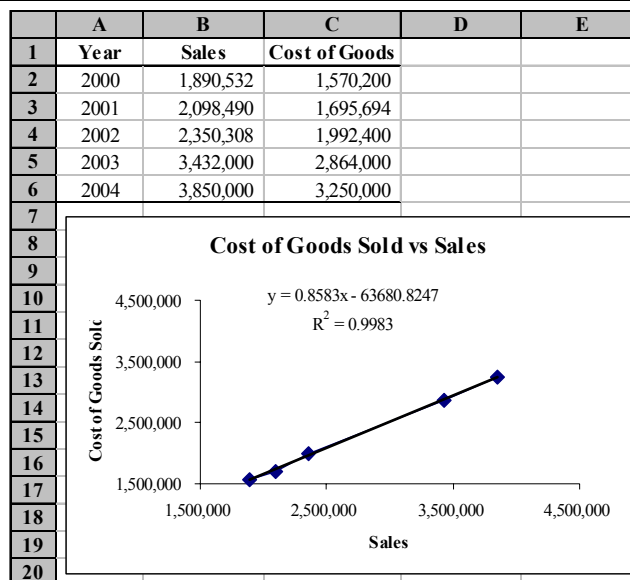 A B C D E
1 Year Sales Cost of Goods
2 2000 1,890,532 1,570,200
3 2001 2,098,490 1,695,694
4 2002 2,350,308 1,992,400
5 2003 3,432,000 2,864,000
6 2004 3,850,000 3,250,000
7
8
9
10
11
12
13
14
15
16
17
18
19
20
Cost of Goods Sold vs Sales
y = 0.8583x - 63680.8247
R² = 0.9983
Cost of Goods Sold
4,500,000
3,500,000
2,500,000
1,500,000
1,500,000 2,500,000 3,500,000 4,500,000
Sales